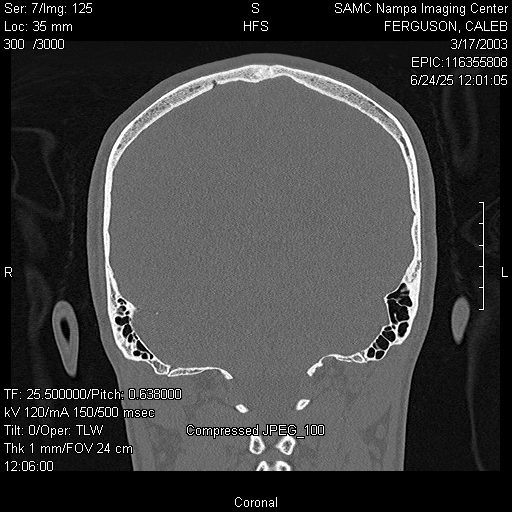 Ser: 7/Img: 125
Loc: 35 mm
300 /3000
S
HFS
SAMC Nampa Imaging Center
FERGUSON, CALEB
3/17/2003
EPIC:116355808
6/24/25 12:01:05
R
L
TF: 25.500000/Pitch: 0.638000
kV 120/mA 150/500 msec
Tilt: 0/Oper: TLW
Thk 1 mm/FOV 24 cm
12:06:00
Compressed JPEG_100
Coronal